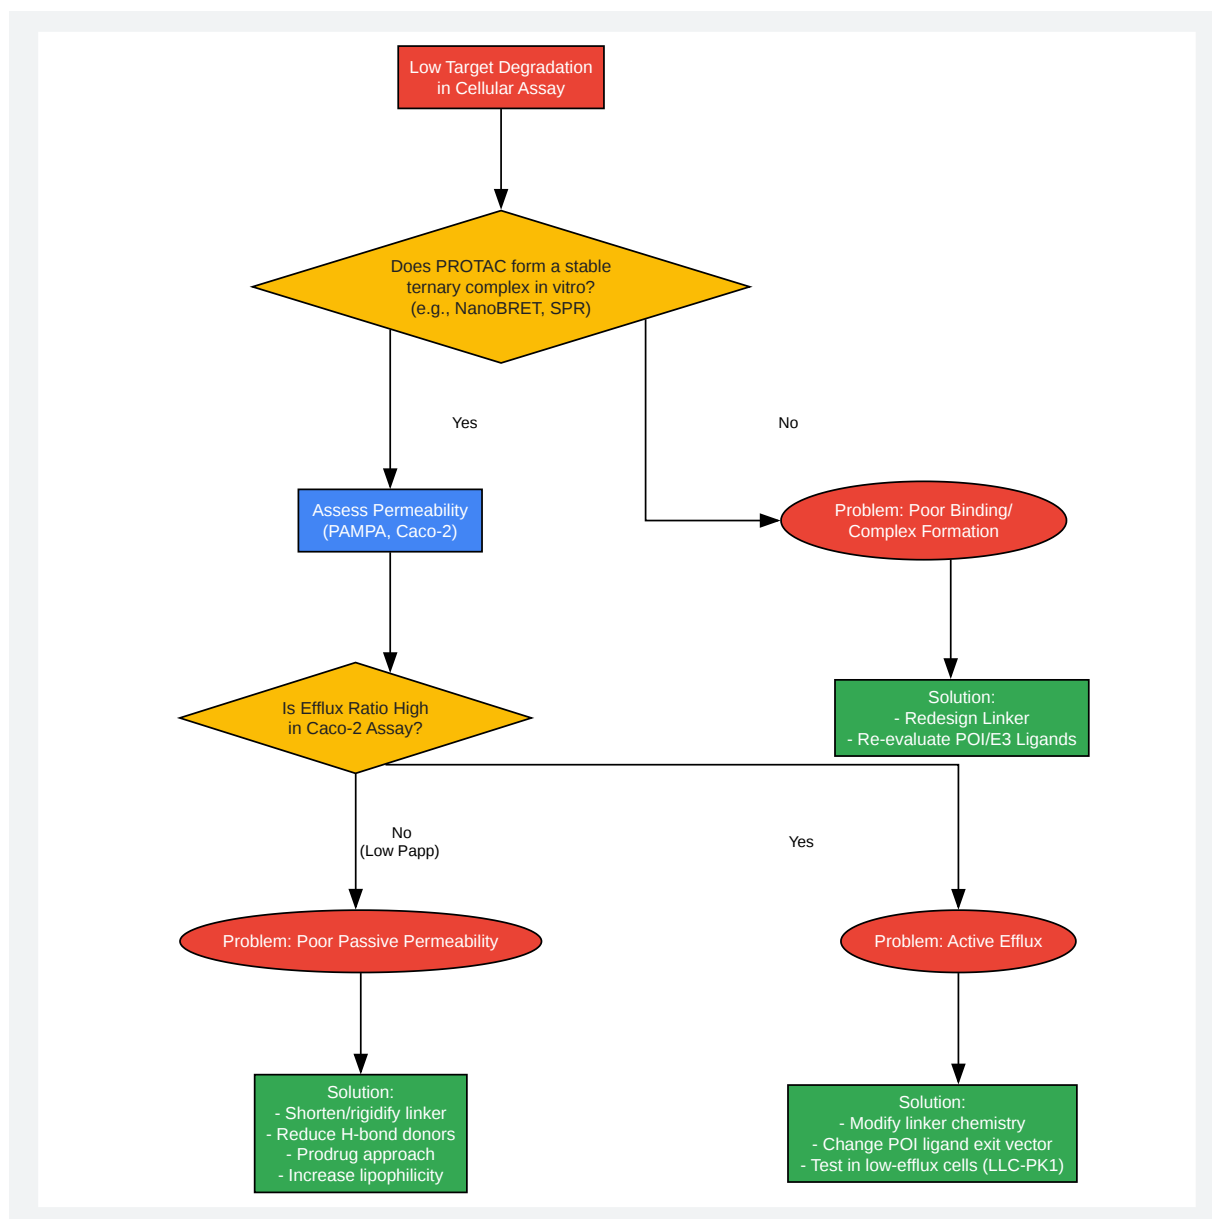 Low Target Degradation
in Cellular Assay
Does PROTAC form a stable
ternary complex in vitro?
(e.g., NanoBRET, SPR)
Yes
No
Assess Permeability
(PAMPA, Caco-2)
Problem: Poor Binding/
Complex Formation
Is Efflux Ratio High
in Caco-2 Assay?
Solution:
- Redesign Linker
- Re-evaluate POI/E3 Ligands
No
(Low Papp)
Yes
Problem: Poor Passive Permeability
Problem: Active Efflux
Solution:
- Shorten/rigidify linker
- Reduce H-bond donors
- Prodrug approach
- Increase lipophilicity
Solution:
- Modify linker chemistry
- Change POI ligand exit vector
- Test in low-efflux cells (LLC-PK1)